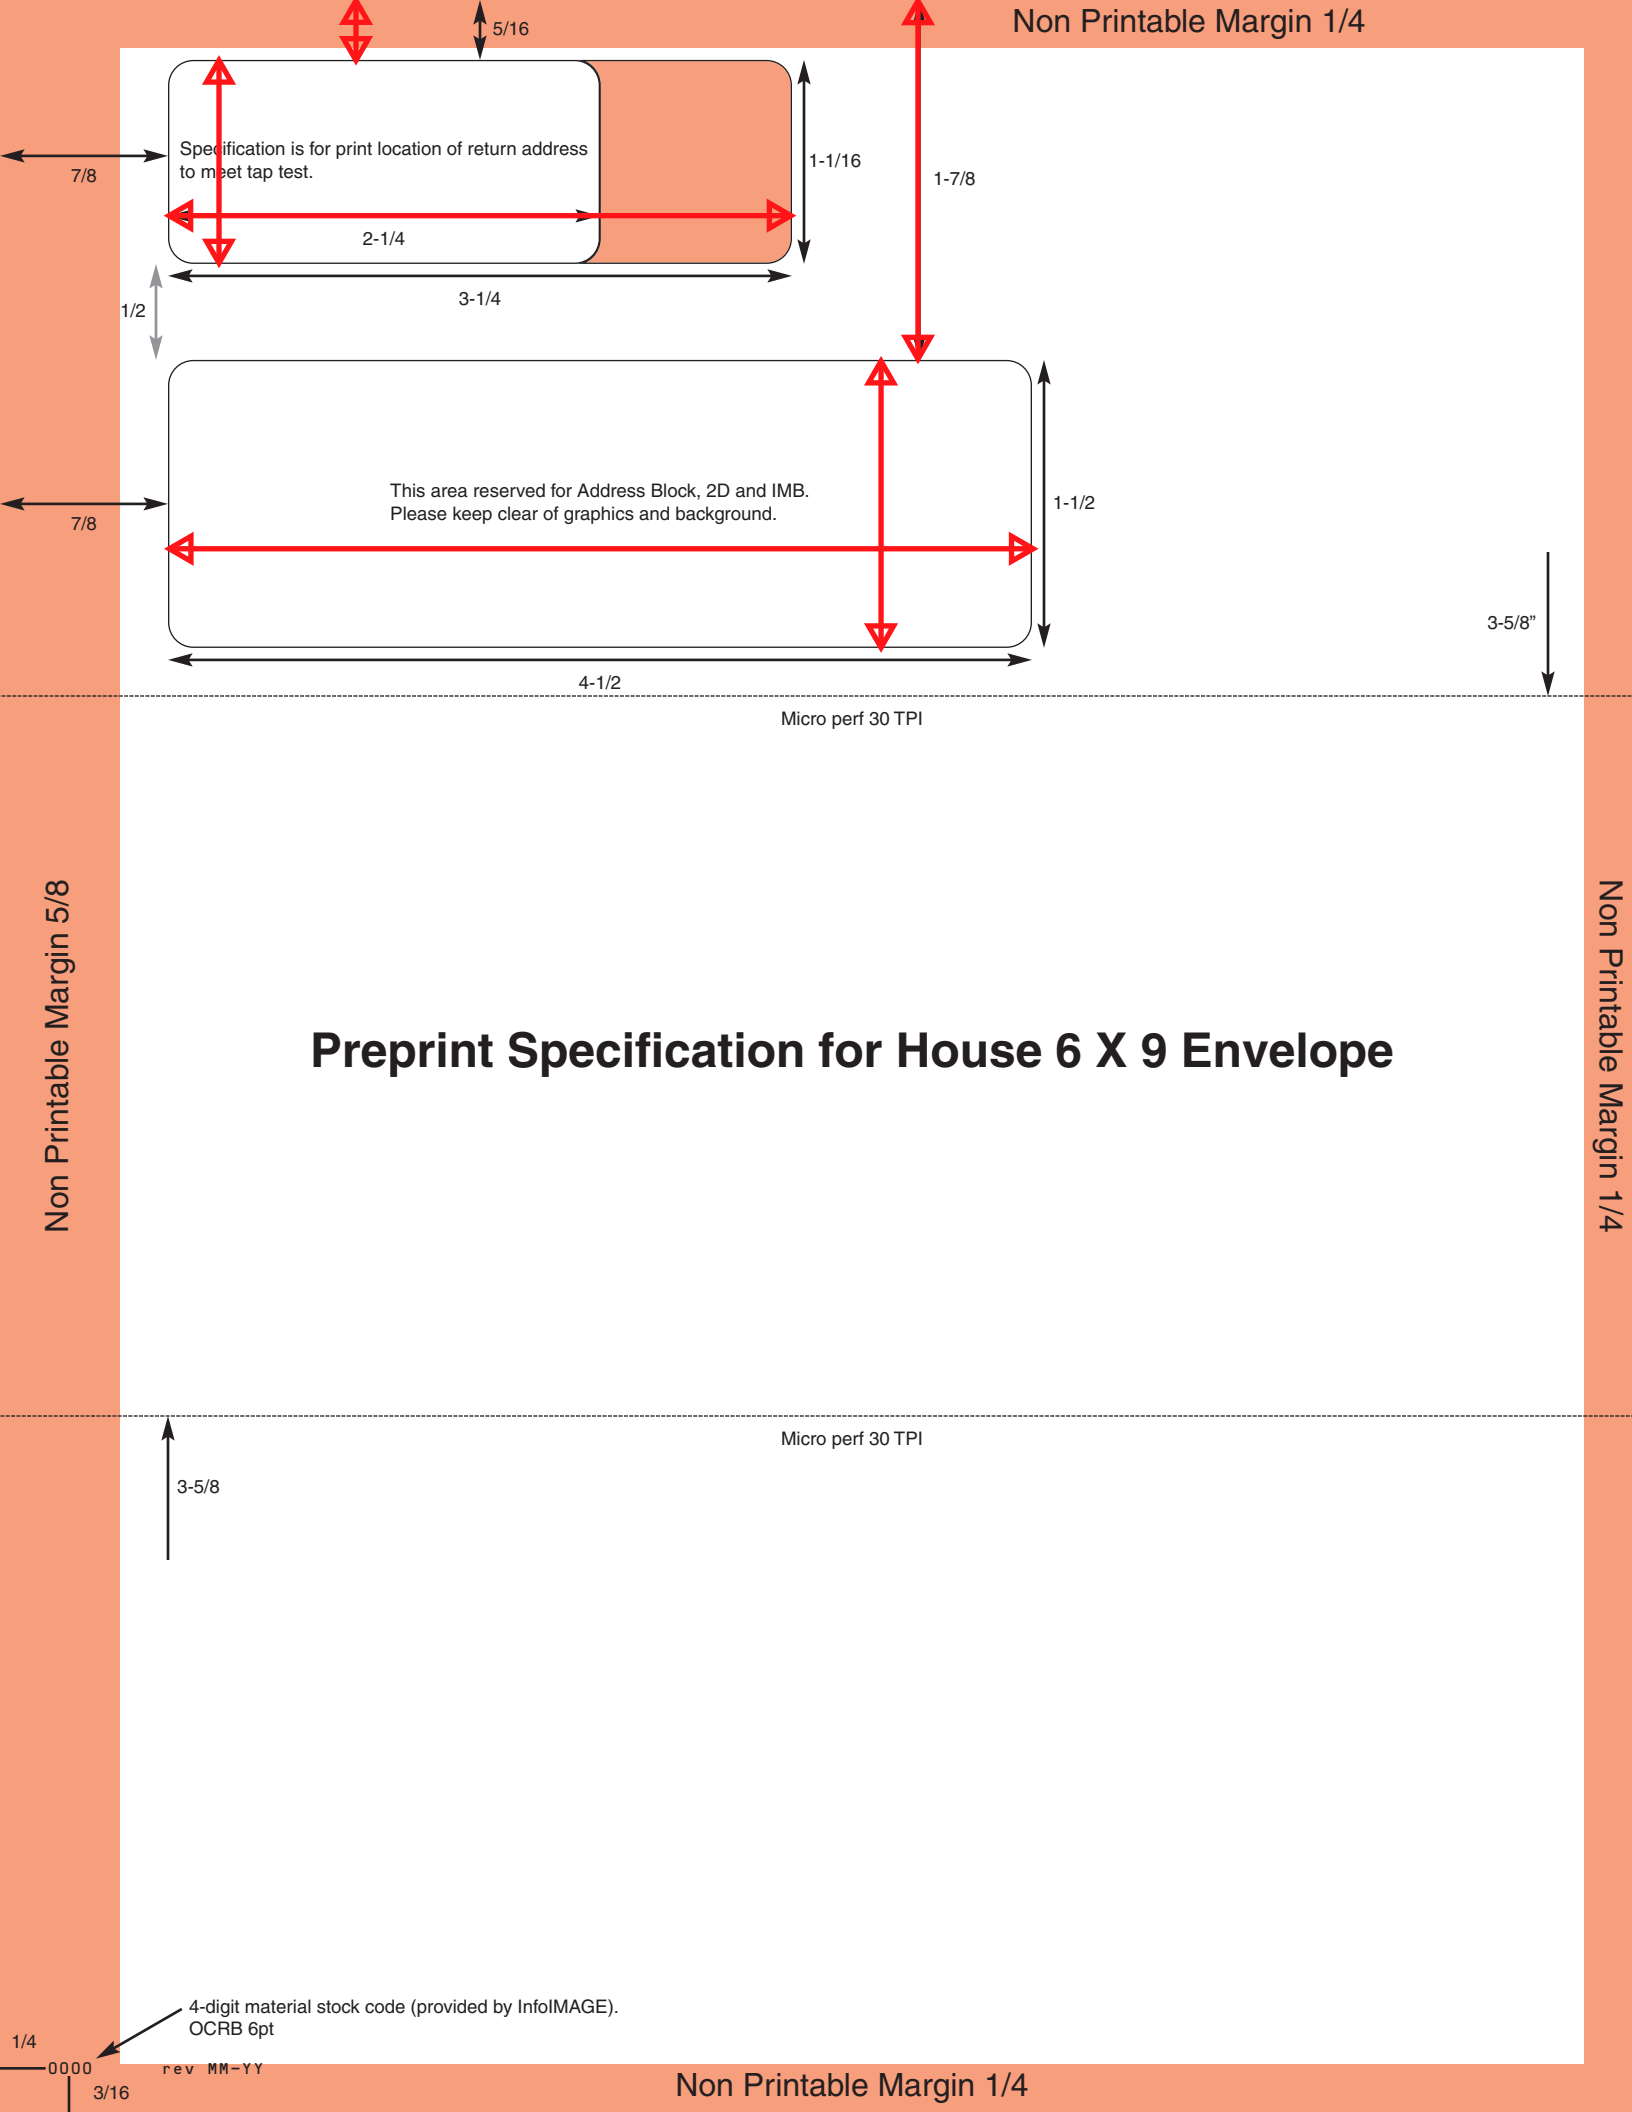 5/16
Non Printable Margin 1/4
Specification is for print location of return address
to meet tap test.
7/8
1-1/16
1-7/8
2-1/4
3-1/4
1/2
This area reserved for Address Block, 2D and IMB.
Please keep clear of graphics and background.
7/8
1-1/2
3-5/8”
4-1/2
Micro perf 30 TPI
Non Printable Margin 5/8
Non Printable Margin 1/4
Preprint Specification for House 6 X 9 Envelope
Micro perf 30 TPI
3-5/8
4-digit material stock code (provided by InfoIMAGE).
OCRB 6pt
1/4
0000 rev MM-YY
3/16
Non Printable Margin 1/4